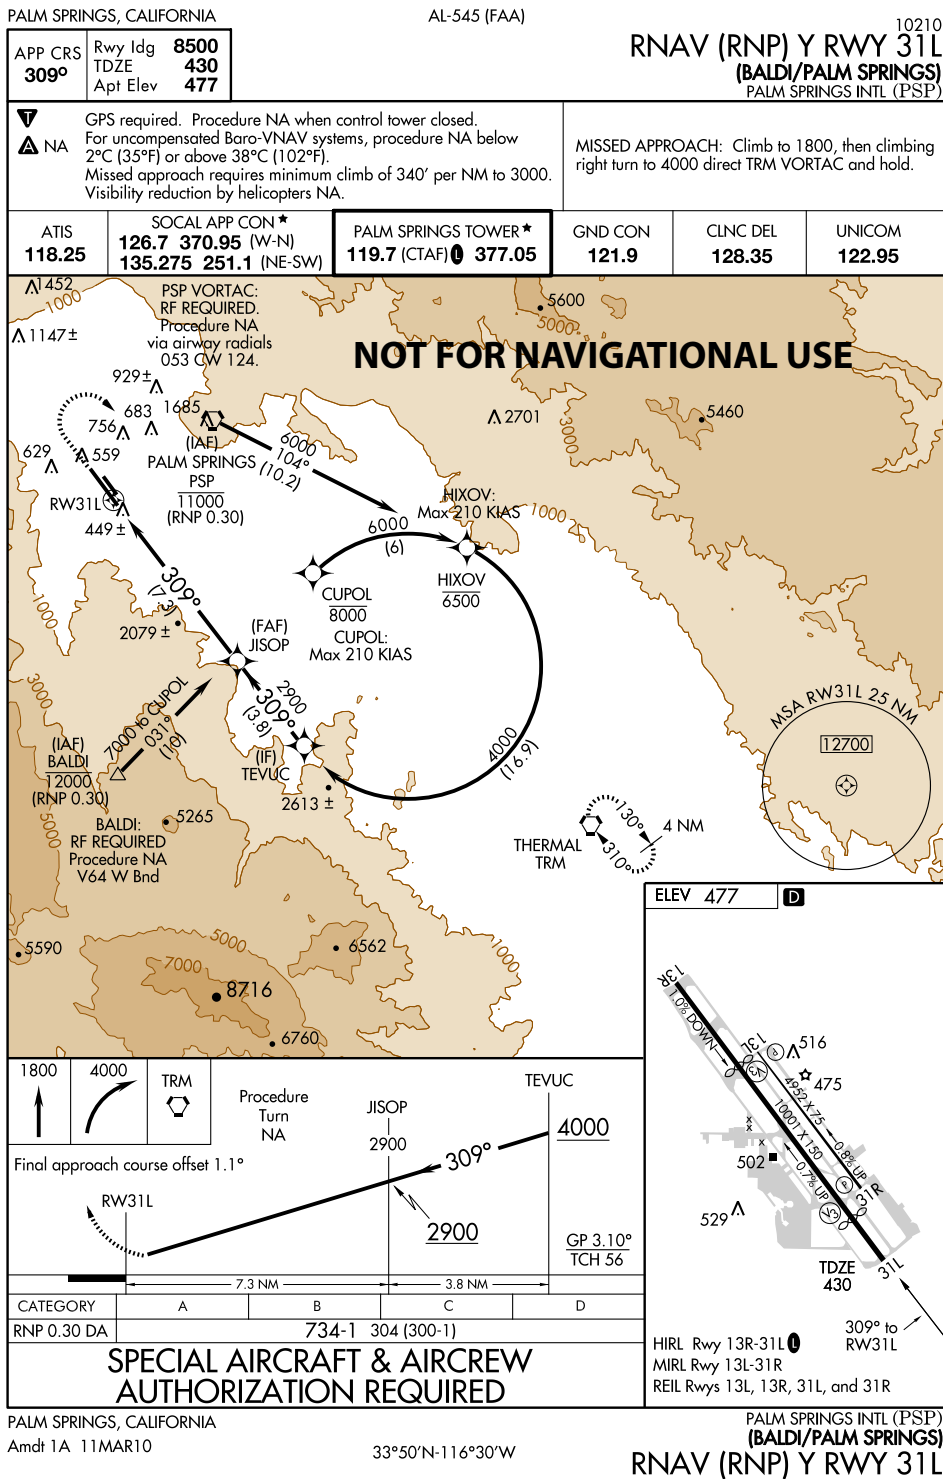 PALM SPRINGS, CALIFORNIA
AL-545 (FAA)
10210
RNAV (RNP) Y RWY 31L
(BALDI/PALM SPRINGS)
PALM SPRINGS INTL (PSP)
APP CRS
309°
Rwy ldg 8500
TDZE 430
Apt Elev 477
T
A NA
GPS required. Procedure NA when control tower closed.
For uncompensated Baro-VNAV systems, procedure NA below
2°C (35°F) or above 38°C (102°F).
Missed approach requires minimum climb of 340' per NM to 3000.
Visibility reduction by helicopters NA.
MISSED APPROACH: Climb to 1800, then climbing
right turn to 4000 direct TRM VORTAC and hold.
ATIS
118.25
SOCAL APP CON★
126.7 370.95 (W-N)
135.275 251.1 (NE-SW)
PALM SPRINGS TOWER★
119.7 (CTAF) L 377.05
GND CON
121.9
CLNC DEL
128.35
UNICOM
122.95
1452
1000
1147±
PSP VORTAC:
RF REQUIRED.
Procedure NA
via airway radials
053 CW 124.
5600
5000
NOT FOR NAVIGATIONAL USE
929±
683
756
1685
559
629
2701
5460
3000
(IAF)
PALM SPRINGS
PSP
11000
(RNP 0.30)
6000
104°
(10.2)
RW31L
449±
HIXOV:
Max 210 KIAS
1000
6000
(6)
HIXOV
6500
CUPOL
8000
CUPOL:
Max 210 KIAS
309°
(7.3)
1000
2079±
(FAF)
JISOP
3000
7000 to CUPOL
031°
(10)
2900
309°
(3.8)
(IF)
TEVUC
(IAF)
BALDI
12000
(RNP 0.30)
4000
(16.9)
2613±
MSA RW31L 25 NM
12700
5000
5265
BALDI:
RF REQUIRED
Procedure NA
V64 W Bnd
THERMAL
TRM
130°
310°
4 NM
5590
5000
7000
6562
1000
8716
6760
ELEV 477
D
13R
1.0% DOWN
13L
P
516
V3
475
4952 X 75
10001 X 150
0.8% UP
0.7% UP
x
x
x
502
P
31R
V3
529
31L
TDZE
430
309° to
RW31L
HIRL Rwy 13R-31L L
MIRL Rwy 13L-31R
REIL Rwys 13L, 13R, 31L, and 31R
1800
4000
TRM
Procedure
Turn
NA
JISOP
TEVUC
2900
4000
Final approach course offset 1.1°
309°
RW31L
2900
GP 3.10°
TCH 56
7.3 NM
3.8 NM
CATEGORY A B C D
RNP 0.30 DA 734-1 304 (300-1)
SPECIAL AIRCRAFT & AIRCREW
AUTHORIZATION REQUIRED
PALM SPRINGS, CALIFORNIA
Amdt 1A 11MAR10
33°50'N-116°30'W
PALM SPRINGS INTL (PSP)
(BALDI/PALM SPRINGS)
RNAV (RNP) Y RWY 31L